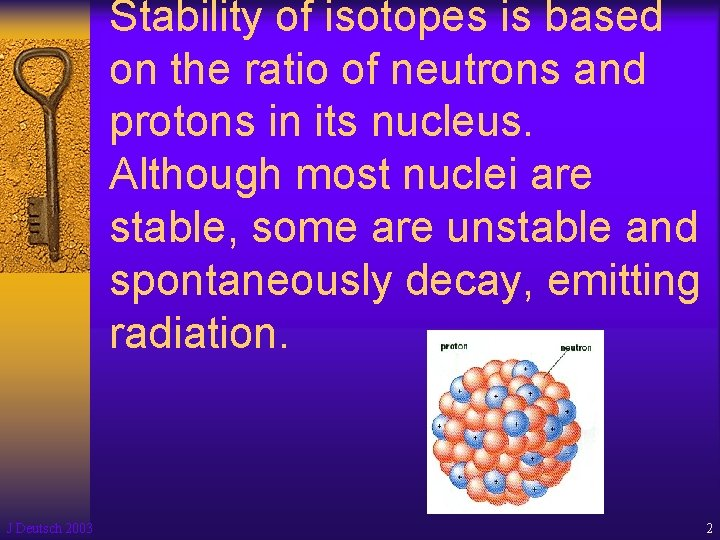 Stability of isotopes is based
on the ratio of neutrons and
protons in its nucleus.
Although most nuclei are
stable, some are unstable and
spontaneously decay, emitting
radiation.
proton neutron
J Deutsch 2003 2